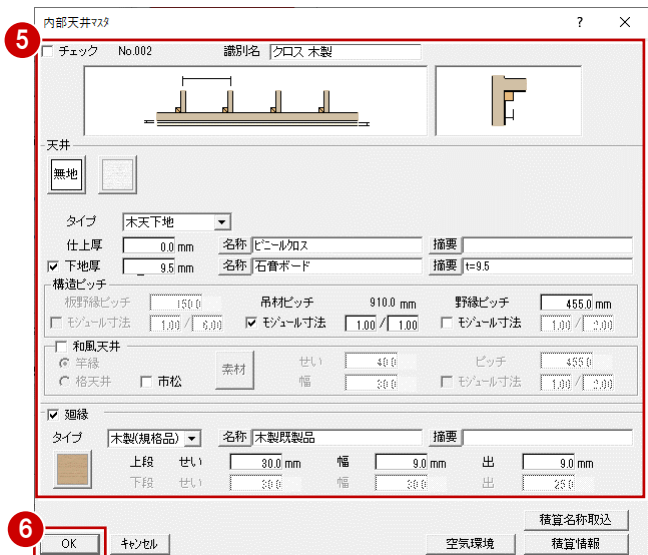 内部天井ﾏｽﾀ ? ×
5
チェック No.002 識別名 クロス 木製
天井
無地
タイプ 木天下地
仕上厚 0.0 mm 名称 ﾋﾞﾆｰﾙｸﾛｽ 摘要
下地厚 9.5 mm 名称 石膏ボード 摘要 t=9.5
構造ピッチ
板野縁ピッチ 150.0 吊材ピッチ 910.0 mm 野縁ピッチ 455.0 mm
モジュール寸法 1.00 / 6.00 モジュール寸法 1.00 / 1.00 モジュール寸法 1.00 / 2.00
和風天井
竿縁 素材 せい 40.0 ピッチ 455.0
格天井 市松 幅 30.0 モジュール寸法 1.00 / 2.00
廻縁
タイプ 木製(規格品) 名称 木製既製品 摘要
上段 せい 30.0 mm 幅 9.0 mm 出 9.0 mm
下段 せい 30.0 幅 30.0 出 25.0
積算名称取込
6
OK ｷｬﾝｾﾙ 空気環境 積算情報